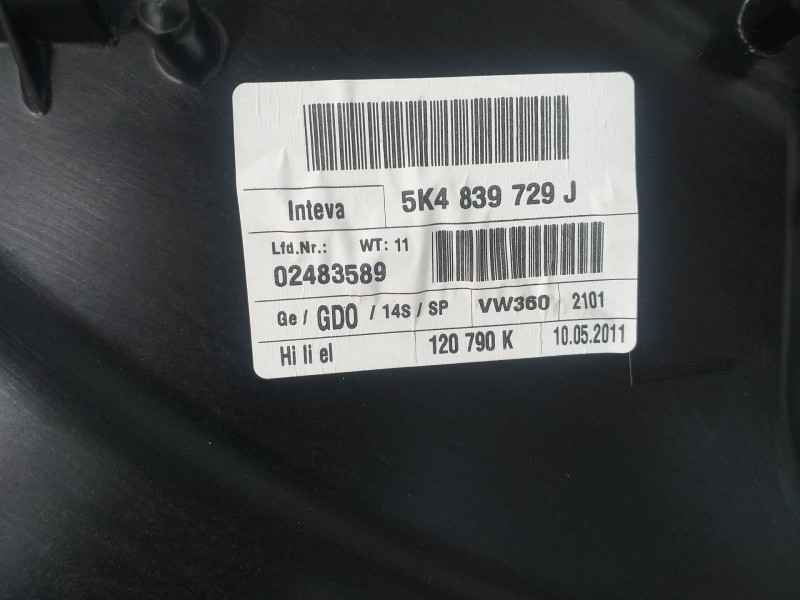 Inteva 5K4 839 729 J
Lfd.Nr.: WT: 11
02483589
Ge / GDO / 14S / SP VW360 2101
Hi li el 120 790 K 10.05.2011